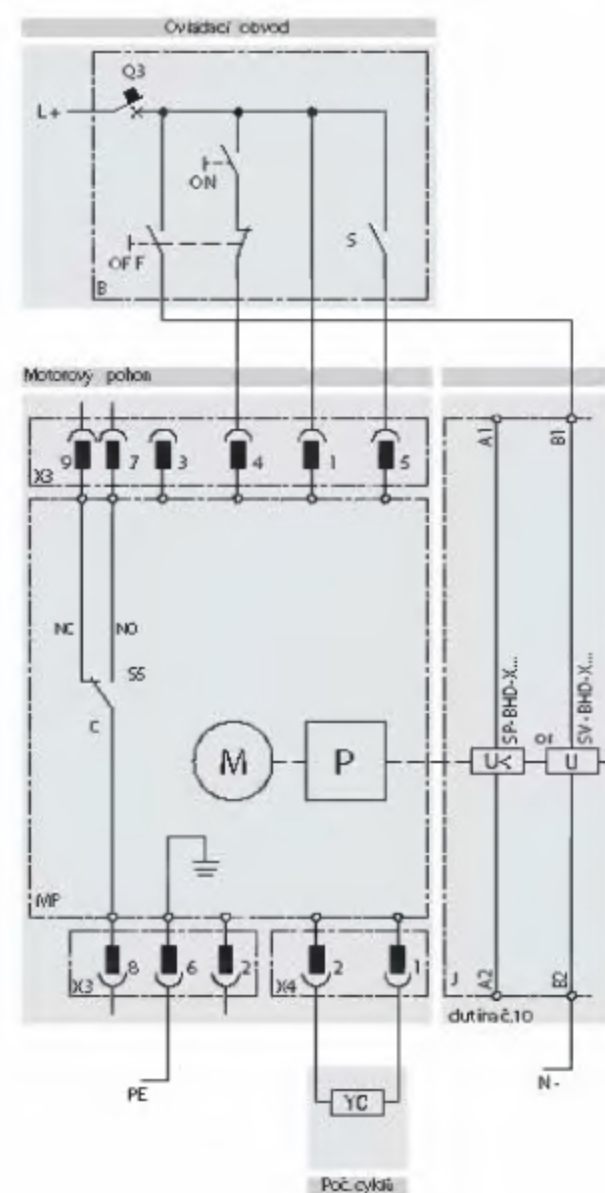 Ovládací obvod
Q3
L+
ON
OFF
S
B
Motorový pohon
X3 9 7 3 4 1 5
A1 B1
NC NO
S5
C
SP-BHD-X...
or
SV-BHD-X...
M P U< U
MP
X3 8 6 2 X4 2 1
J A2 B2
dutina č.10
PE
N-
YC
Poč. cyklů